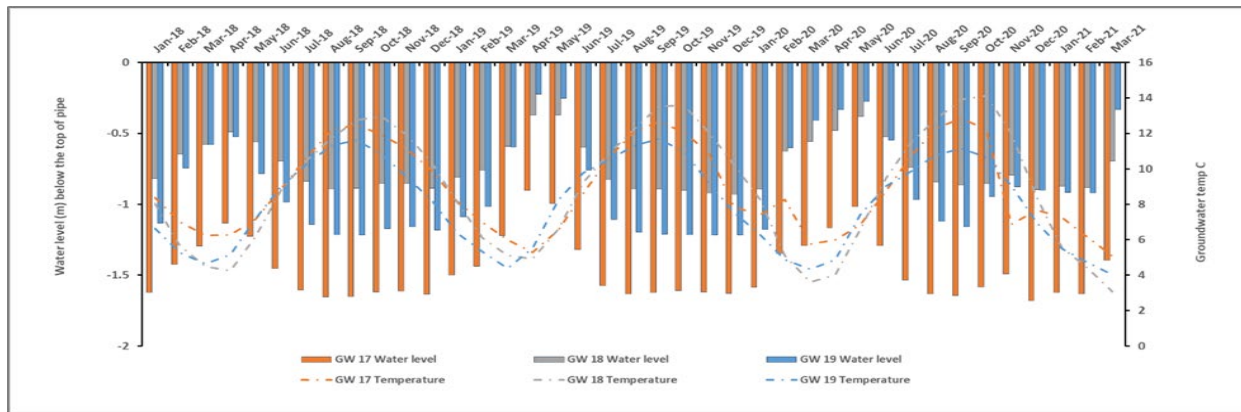 Jan-18 Feb-18 Mar-18 Apr-18 May-18 Jun-18 Jul-18 Aug-18 Sep-18 Oct-18 Nov-18 Dec-18 Jan-19 Feb-19 Mar-19 Apr-19 May-19 Jun-19 Jul-19 Aug-19 Sep-19 Oct-19 Nov-19 Dec-19 Jan-20 Feb-20 Mar-20 Apr-20 May-20 Jun-20 Jul-20 Aug-20 Sep-20 Oct-20 Nov-20 Dec-20 Jan-21 Feb-21 Mar-21
Water level (m) below the top of pipe
0
-0.5
-1
-1.5
-2
16
14
12
10
8
6
4
2
0
Groundwater temp C
GW 17 Water level GW 18 Water level GW 19 Water level
GW 17 Temperature GW 18 Temperature GW 19 Temperature